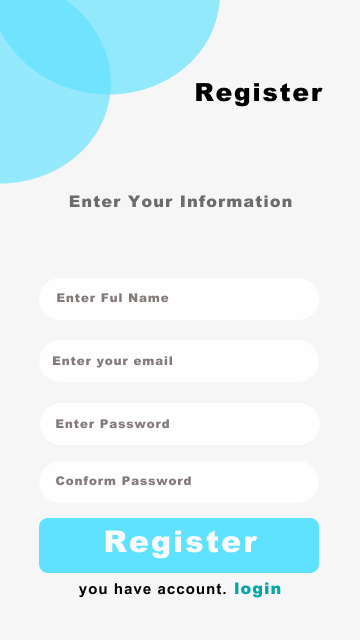 Register
Enter Your Information
Enter Ful Name
Enter your email
Enter Password
Conform Password
Register
you have account. login